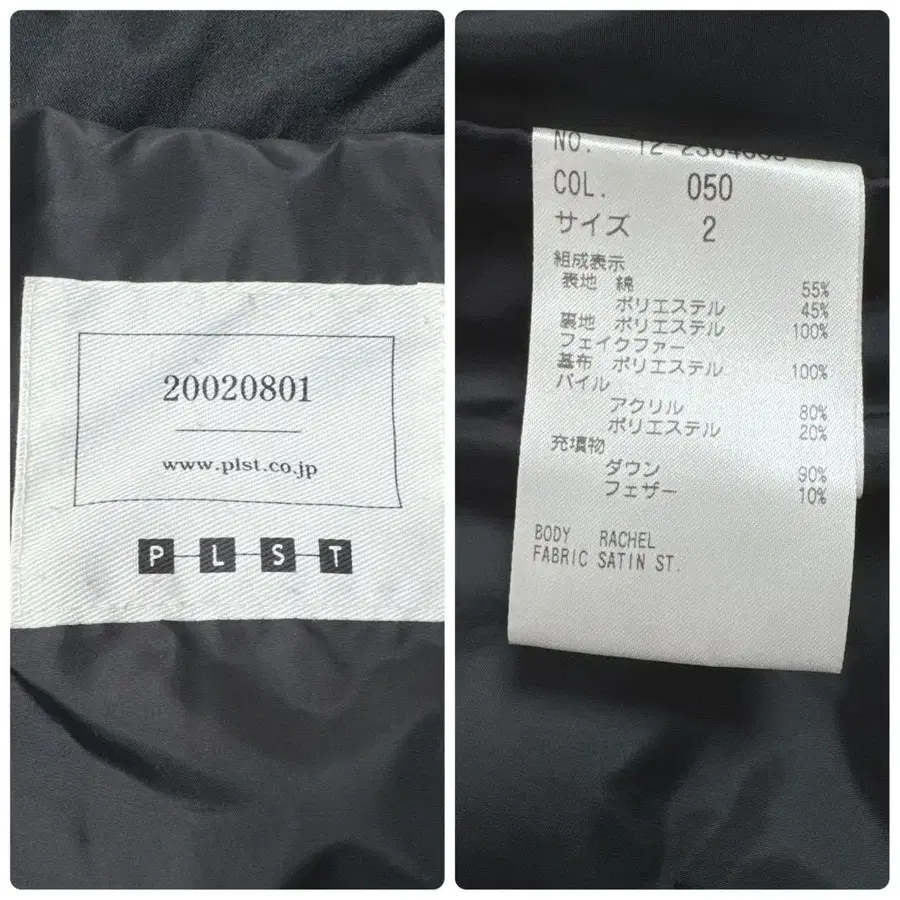 20020801
www.plst.co.jp
PLST
NO. 12
COL. 050
サイズ 2
組成表示
表地 綿 55%
ポリエステル 45%
裏地 ポリエステル 100%
フェイクファー
基布 ポリエステル 100%
パイル
アクリル 80%
ポリエステル 20%
充填物
ダウン 90%
フェザー 10%
BODY RACHEL
FABRIC SATIN ST.